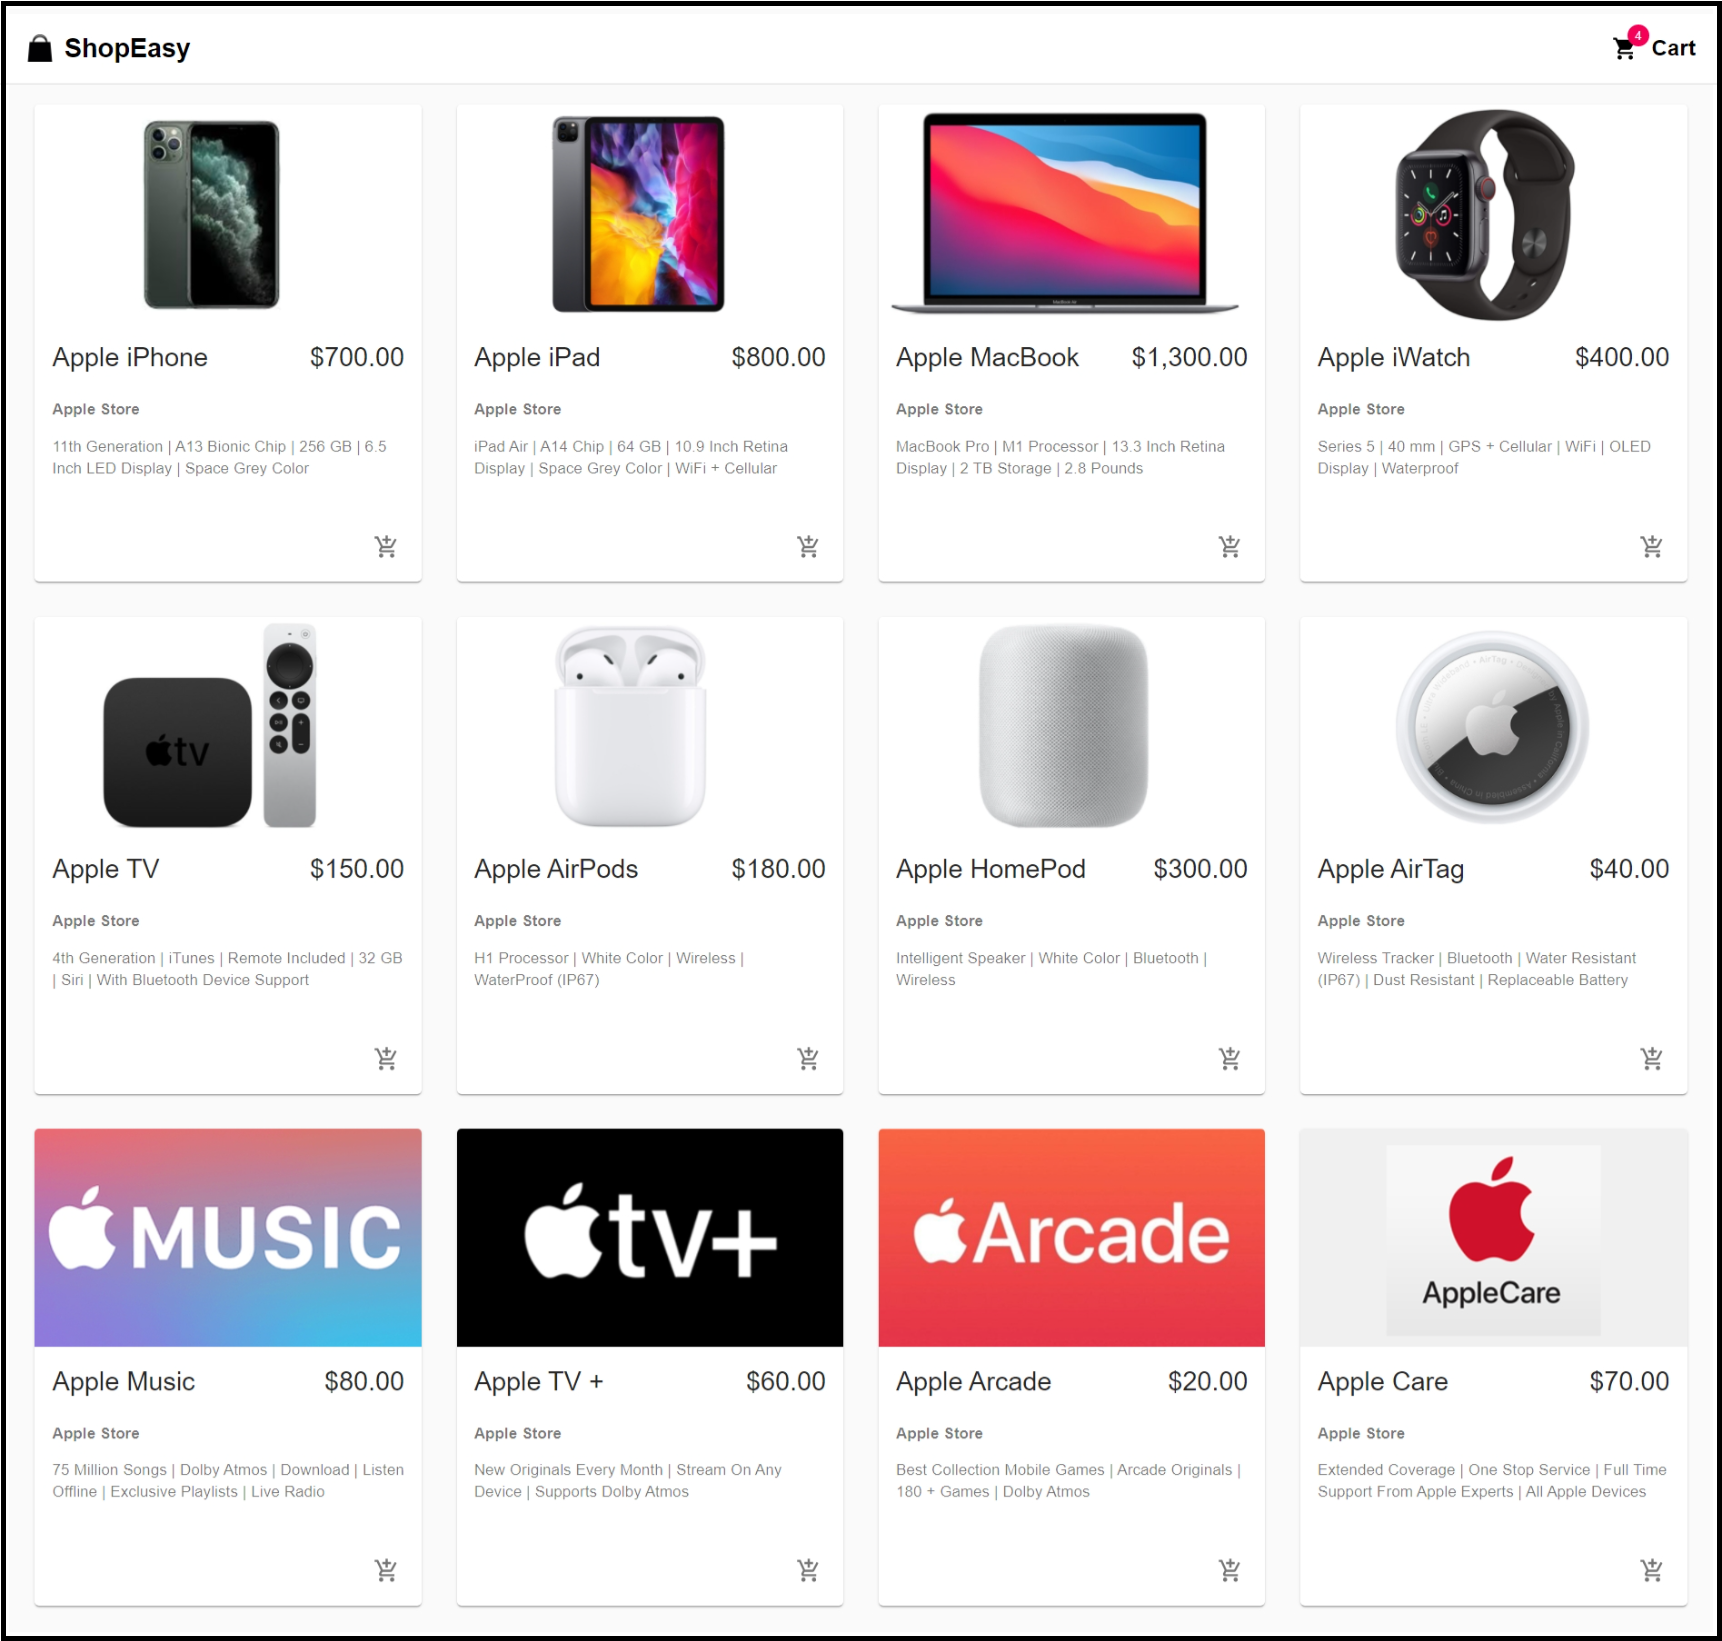 ShopEasy
4
Cart
Apple iPhone $700.00
Apple Store
11th Generation | A13 Bionic Chip | 256 GB | 6.5
Inch LED Display | Space Grey Color
Apple iPad $800.00
Apple Store
iPad Air | A14 Chip | 64 GB | 10.9 Inch Retina
Display | Space Grey Color | WiFi + Cellular
Apple MacBook $1,300.00
Apple Store
MacBook Pro | M1 Processor | 13.3 Inch Retina
Display | 2 TB Storage | 2.8 Pounds
Apple iWatch $400.00
Apple Store
Series 5 | 40 mm | GPS + Cellular | WiFi | OLED
Display | Waterproof
tv
Apple TV $150.00
Apple Store
4th Generation | iTunes | Remote Included | 32 GB
| Siri | With Bluetooth Device Support
Apple AirPods $180.00
Apple Store
H1 Processor | White Color | Wireless |
WaterProof (IP67)
Apple HomePod $300.00
Apple Store
Intelligent Speaker | White Color | Bluetooth |
Wireless
Apple AirTag $40.00
Apple Store
Wireless Tracker | Bluetooth | Water Resistant
(IP67) | Dust Resistant | Replaceable Battery
MUSIC
Apple Music $80.00
Apple Store
75 Million Songs | Dolby Atmos | Download | Listen
Offline | Exclusive Playlists | Live Radio
tv+
Apple TV + $60.00
Apple Store
New Originals Every Month | Stream On Any
Device | Supports Dolby Atmos
Arcade
Apple Arcade $20.00
Apple Store
Best Collection Mobile Games | Arcade Originals |
180 + Games | Dolby Atmos
AppleCare
Apple Care $70.00
Apple Store
Extended Coverage | One Stop Service | Full Time
Support From Apple Experts | All Apple Devices